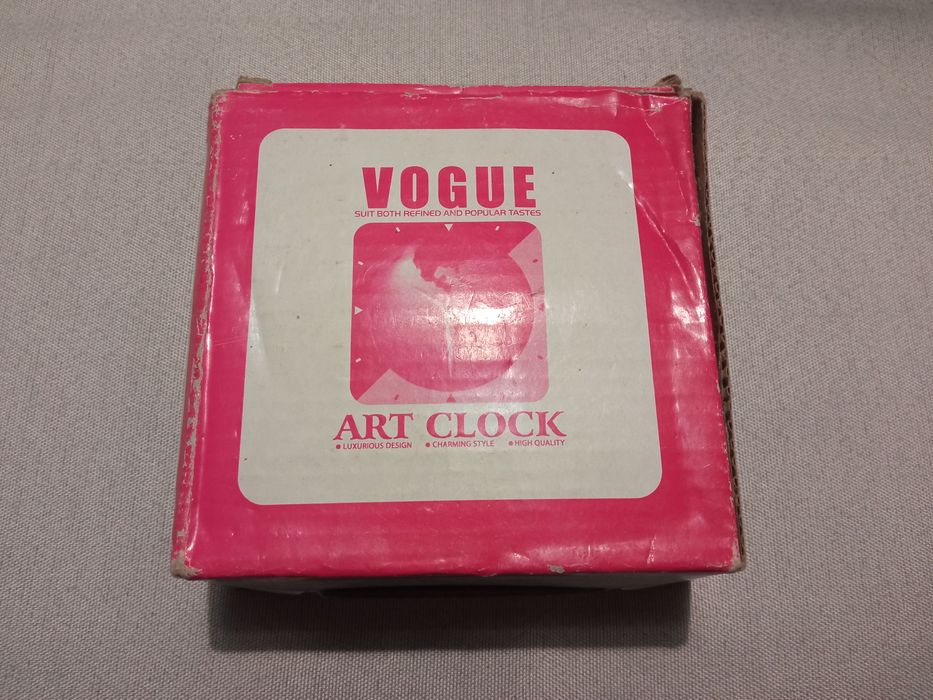 VOGUE
SUIT BOTH REFINED AND POPULAR TASTES
ART CLOCK
● LUXURIOUS DESIGN ● CHARMING STYLE ● HIGH QUALITY